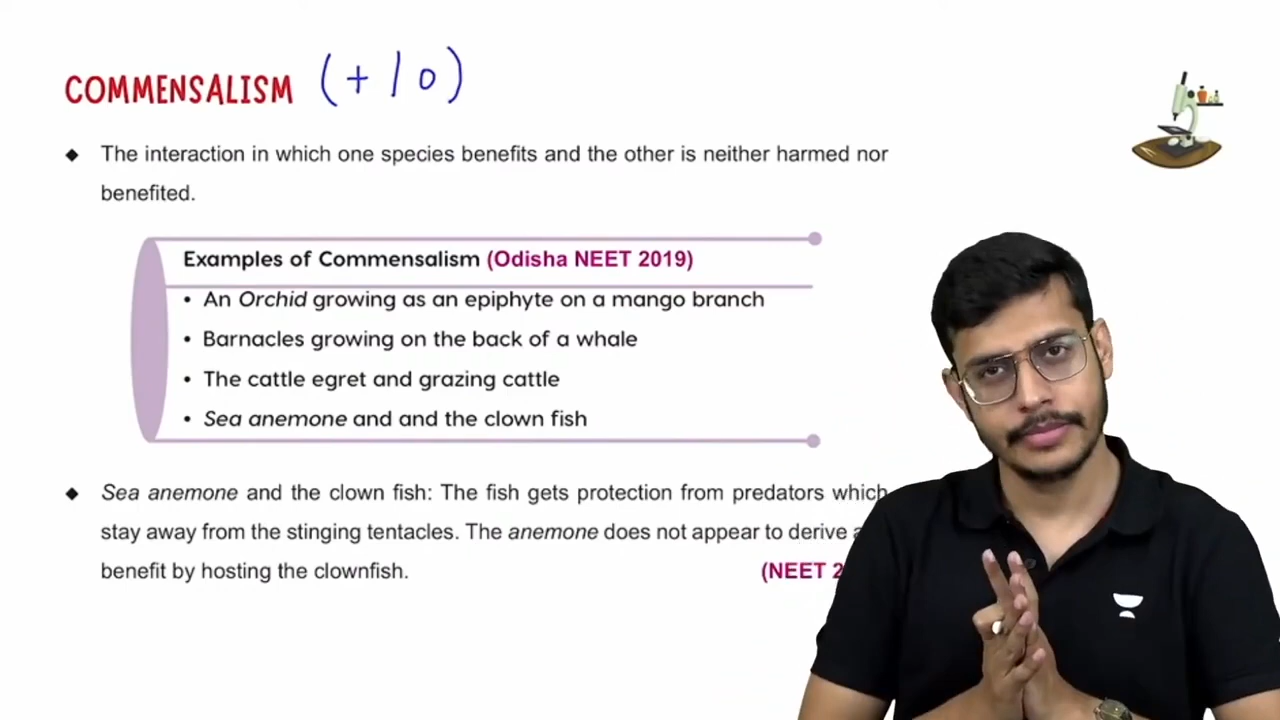 COMMENSALISM (+/0)
◆ The interaction in which one species benefits and the other is neither harmed nor
benefited.
Examples of Commensalism (Odisha NEET 2019)
• An Orchid growing as an epiphyte on a mango branch
• Barnacles growing on the back of a whale
• The cattle egret and grazing cattle
• Sea anemone and and the clown fish
◆ Sea anemone and the clown fish: The fish gets protection from predators which
stay away from the stinging tentacles. The anemone does not appear to derive
benefit by hosting the clownfish. (NEET